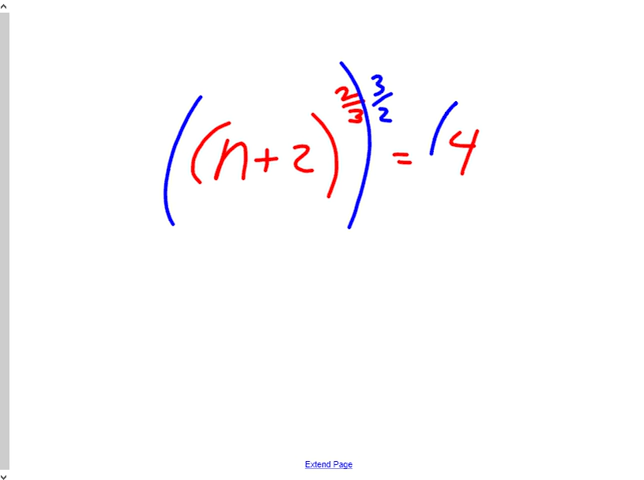 ((n+2)^(2/3))^(3/2) = (4
Extend Page